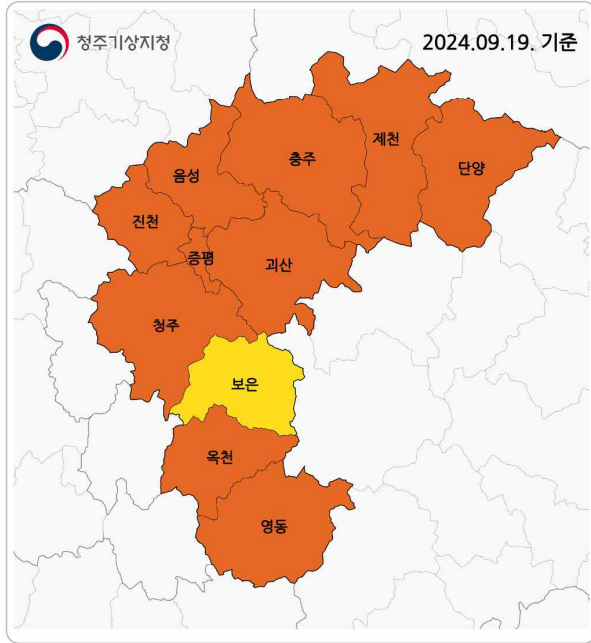 청주기상지청
2024.09.19. 기준
제천
충주
단양
음성
진천
증평
괴산
청주
보은
옥천
영동